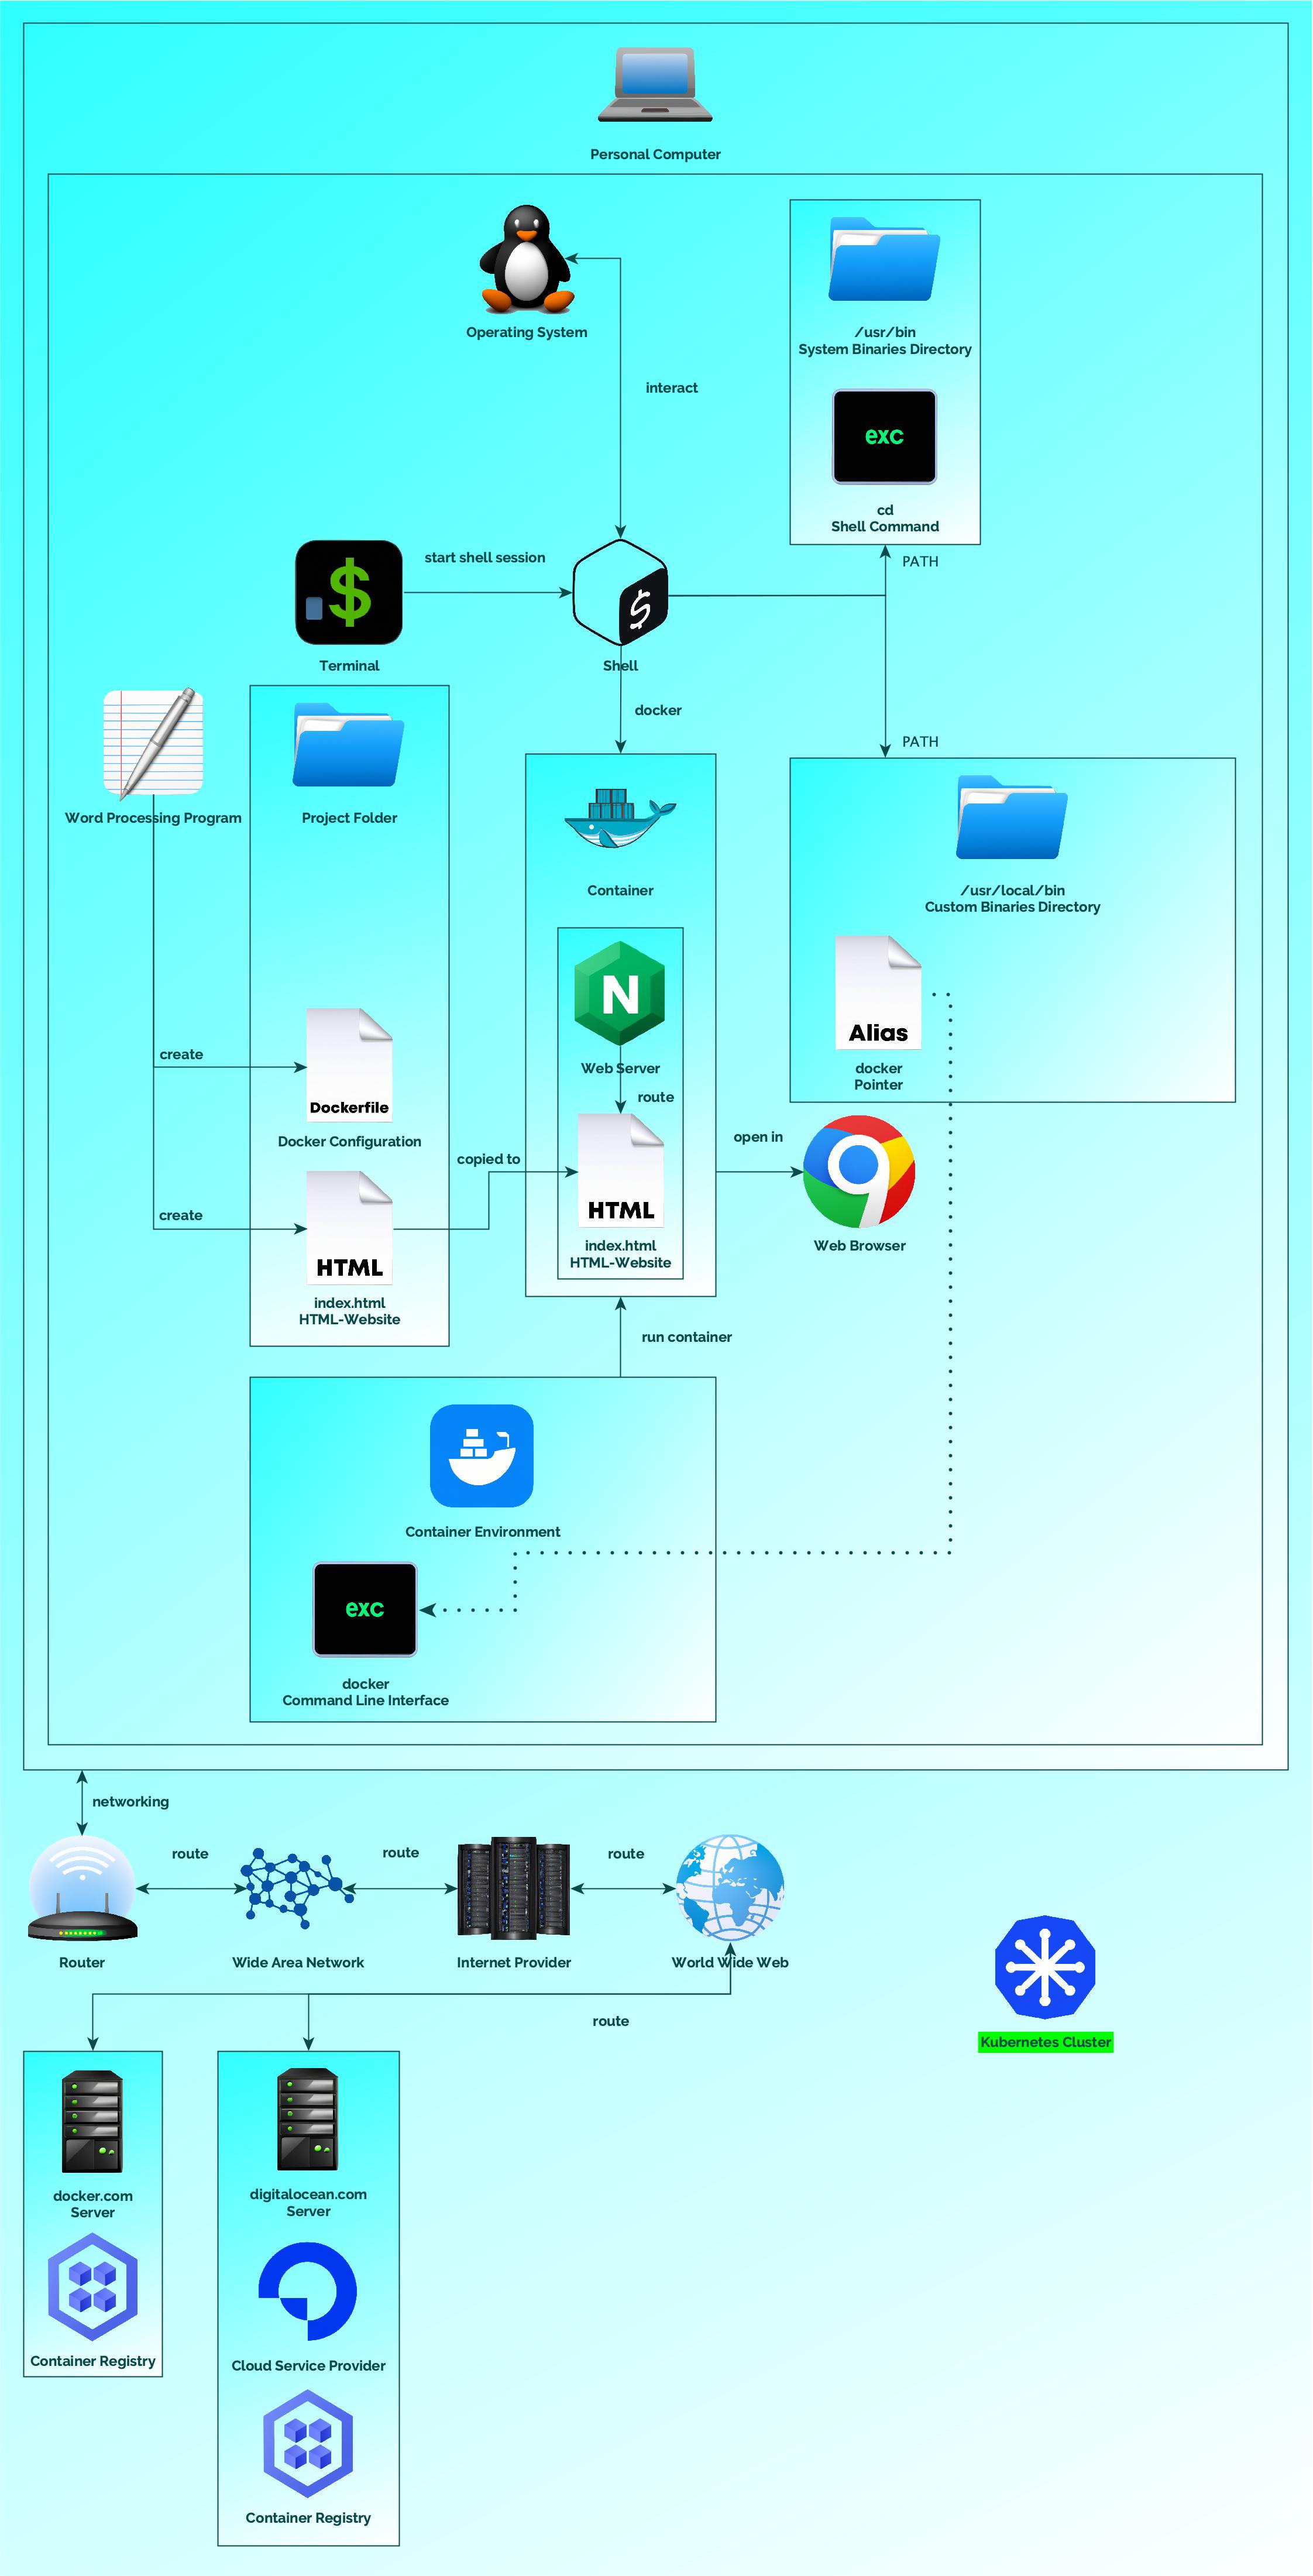 Personal Computer
Operating System
interact
/usr/bin
System Binaries Directory
exc
cd
Shell Command
PATH
start shell session
$
Terminal
$
Shell
docker
PATH
Word Processing Program
Project Folder
Container
/usr/local/bin
Custom Binaries Directory
N
Web Server
route
Alias
docker
Pointer
create
Dockerfile
Docker Configuration
copied to
open in
create
HTML
index.html
HTML-Website
HTML
index.html
HTML-Website
Web Browser
run container
Container Environment
exc
docker
Command Line Interface
networking
route
route
route
Router
Wide Area Network
Internet Provider
World Wide Web
route
Kubernetes Cluster
docker.com
Server
Container Registry
digitalocean.com
Server
Cloud Service Provider
Container Registry